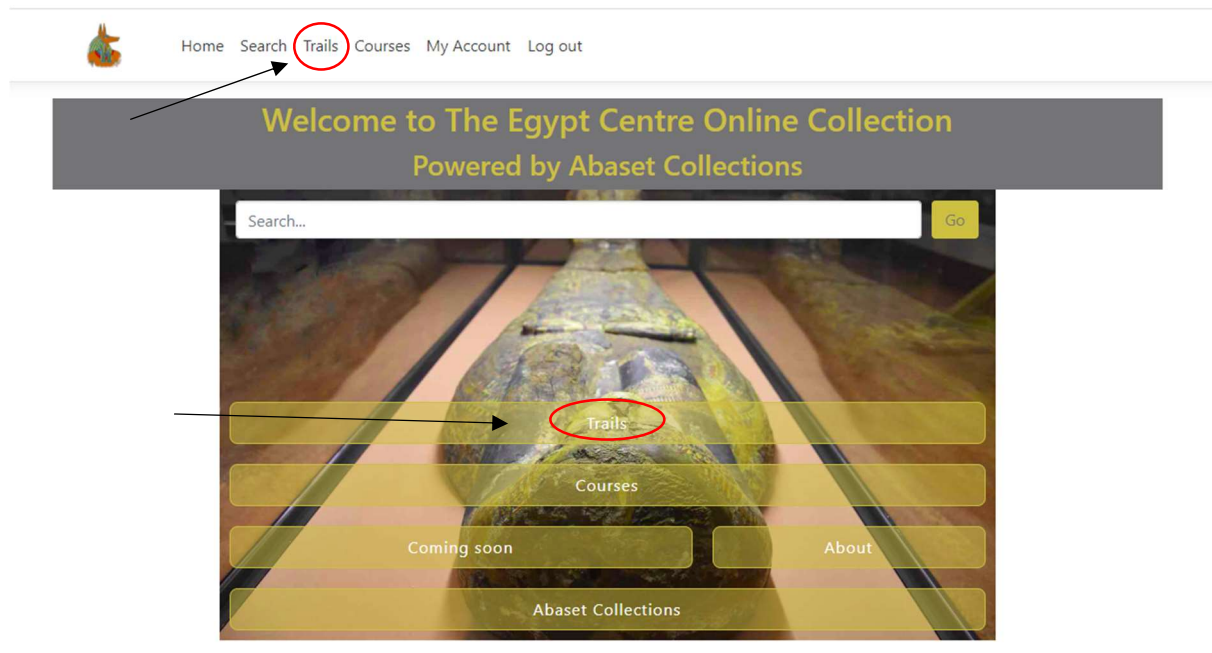 Home Search Trails Courses My Account Log out
Welcome to The Egypt Centre Online Collection
Powered by Abaset Collections
Search... Go
Trails
Courses
Coming soon About
Abaset Collections